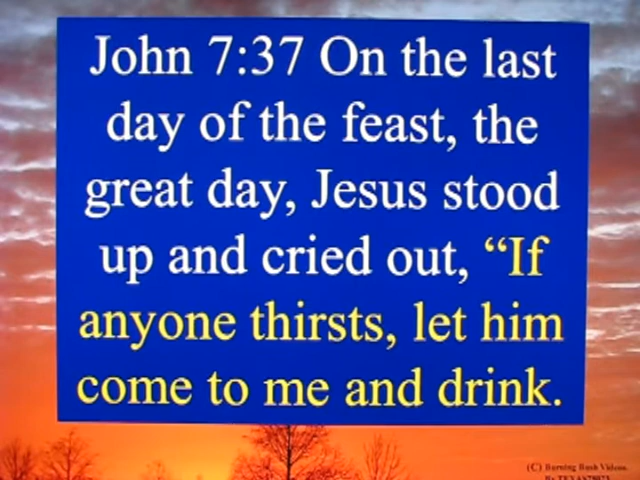 John 7:37 On the last
day of the feast, the
great day, Jesus stood
up and cried out, “If
anyone thirsts, let him
come to me and drink.
(C) Burning Bush Videos.